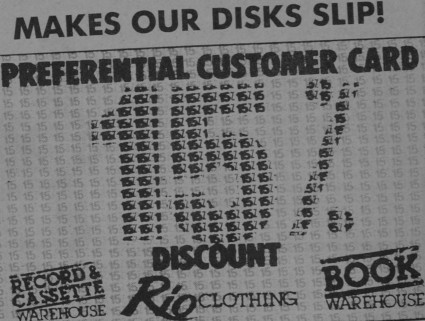 MAKES OUR DISKS SLIP!
PREFERENTIAL CUSTOMER CARD
15%
DISCOUNT
RECORD &
CASSETTE
WAREHOUSE
Rio CLOTHING
BOOK
WAREHOUSE